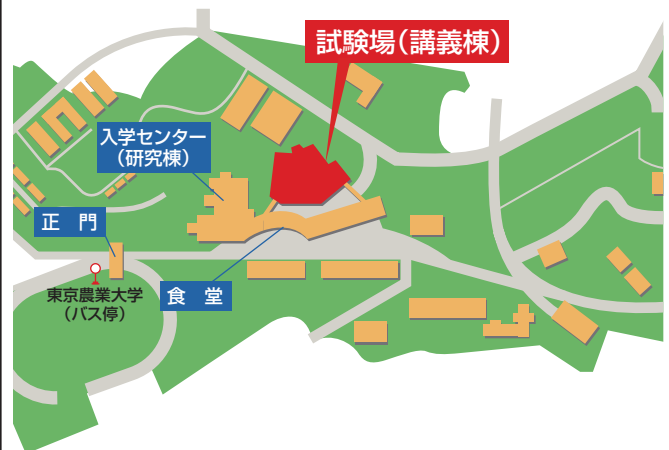 試験場(講義棟)
入学センター
(研究棟)
正 門
東京農業大学
(バス停)
食 堂